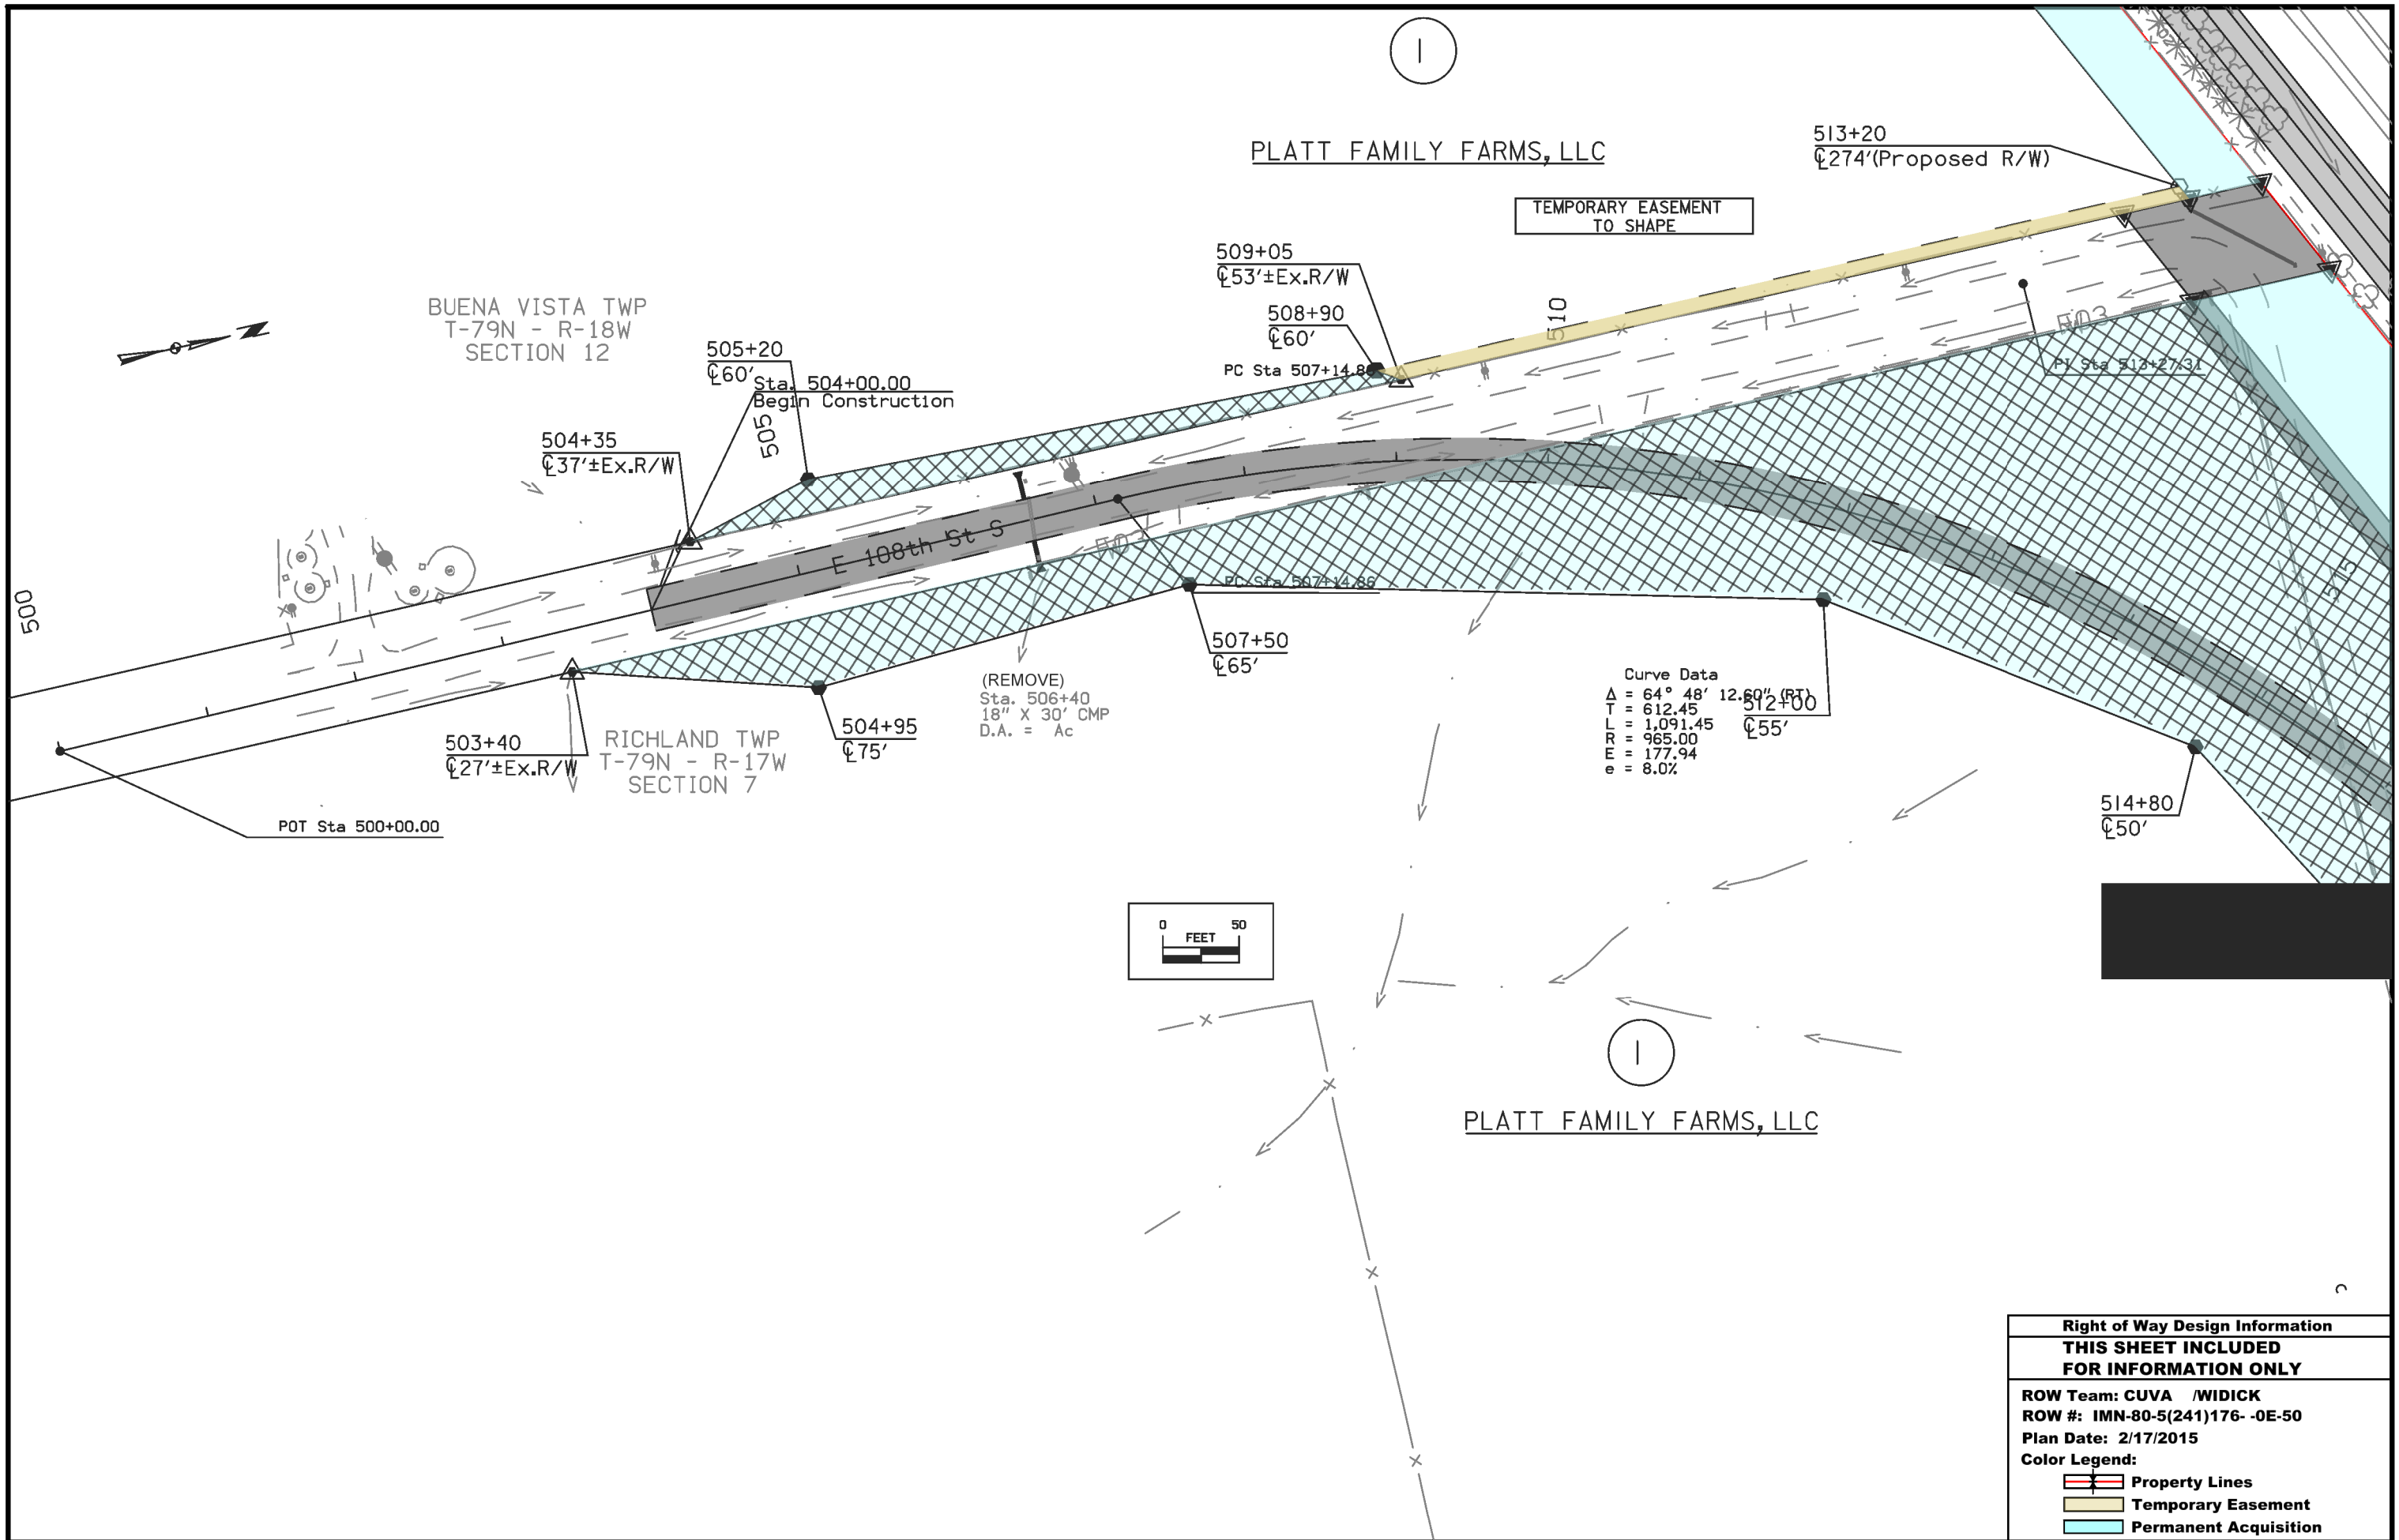 I
PLATT FAMILY FARMS, LLC
TEMPORARY EASEMENT
TO SHAPE
513+20
℄274'(Proposed R/W)
509+05
℄53'±Ex.R/W
508+90
℄60'
PC Sta 507+14.86
510
BUENA VISTA TWP
T-79N - R-18W
SECTION 12
505+20
℄60'
Sta. 504+00.00
Begin Construction
505
504+35
℄37'±Ex.R/W
PI Sta 513+27.31
E 108th St S
500
PC Sta 507+14.86
515
507+50
℄65'
(REMOVE)
Sta. 506+40
18" X 30' CMP
D.A. = Ac
504+95
℄75'
503+40
℄27'±Ex.R/W
RICHLAND TWP
T-79N - R-17W
SECTION 7
POT Sta 500+00.00
Curve Data
Δ = 64° 48' 12.60" (RT)
T = 612.45
L = 1,091.45
R = 965.00
E = 177.94
e = 8.0%
512+00
℄55'
514+80
℄50'
0 50
FEET
I
PLATT FAMILY FARMS, LLC
Right of Way Design Information
THIS SHEET INCLUDED
FOR INFORMATION ONLY
ROW Team: CUVA /WIDICK
ROW #: IMN-80-5(241)176- -0E-50
Plan Date: 2/17/2015
Color Legend:
Property Lines
Temporary Easement
Permanent Acquisition